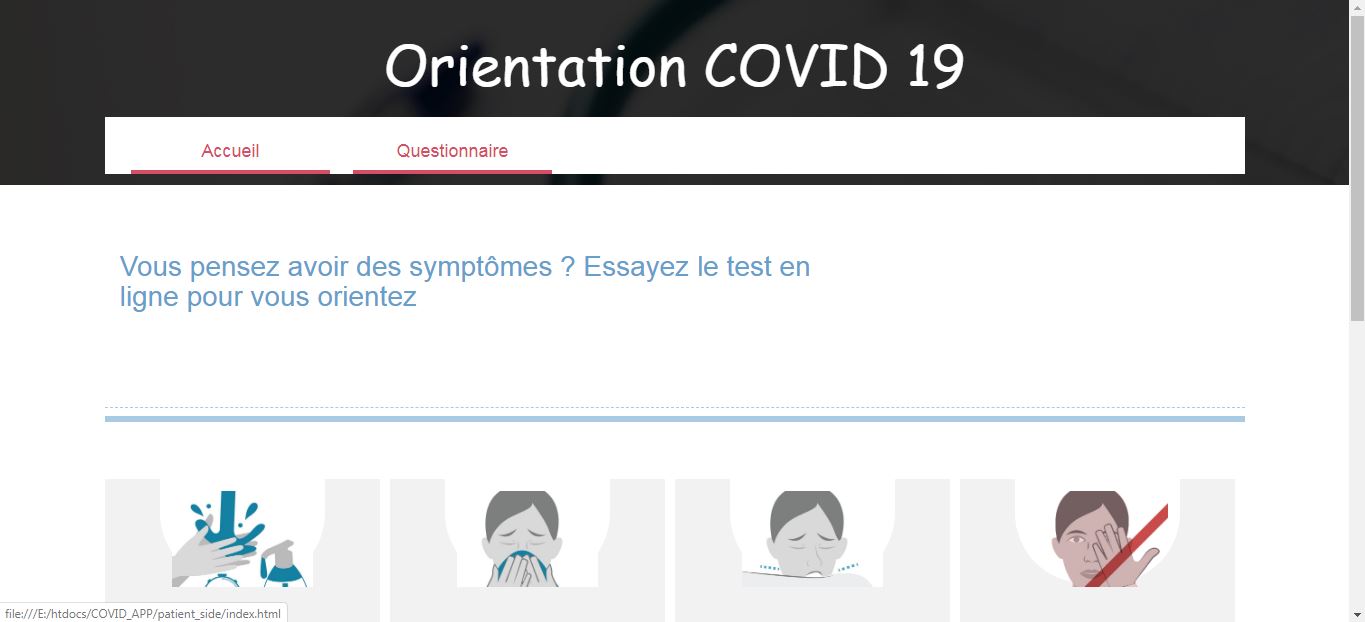 Orientation COVID 19
Accueil
Questionnaire
Vous pensez avoir des symptômes ? Essayez le test en
ligne pour vous orientez
file:///E:/htdocs/COVID_APP/patient_side/index.html